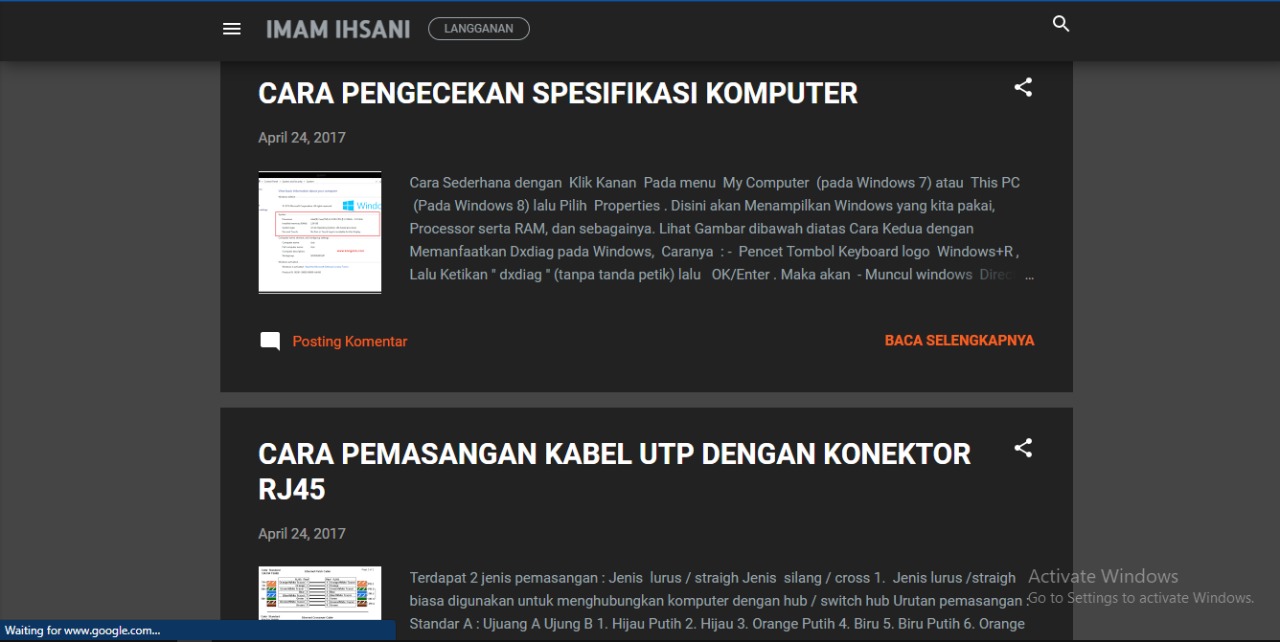 IMAM IHSANI
LANGGANAN
CARA PENGECEKAN SPESIFIKASI KOMPUTER
April 24, 2017
Cara Sederhana dengan Klik Kanan Pada menu My Computer (pada Windows 7) atau This PC
(Pada Windows 8) lalu Pilih Properties . Disini akan Menampilkan Windows yang kita pakai,
Processor serta RAM, dan sebagainya. Lihat Gambar dibawah diatas Cara Kedua dengan
Memanfaatkan Dxdiag pada Windows, Caranya : - Pencet Tombol Keyboard logo Windows+R ,
Lalu Ketikan " dxdiag " (tanpa tanda petik) lalu OK/Enter . Maka akan - Muncul windows Direc ...
Posting Komentar
BACA SELENGKAPNYA
CARA PEMASANGAN KABEL UTP DENGAN KONEKTOR
RJ45
April 24, 2017
Terdapat 2 jenis pemasangan : Jenis lurus / straigh Jenis silang / cross 1. Jenis lurus /straigh
biasa digunakan untuk menghubungkan komputer dengan hub / switch hub Urutan pemasangan :
Standar A : Ujuang A Ujung B 1. Hijau Putih 2. Hijau 3. Orange Putih 4. Biru 5. Biru Putih 6. Orange
Activate Windows
Go to Settings to activate Windows.
Waiting for www.google.com...